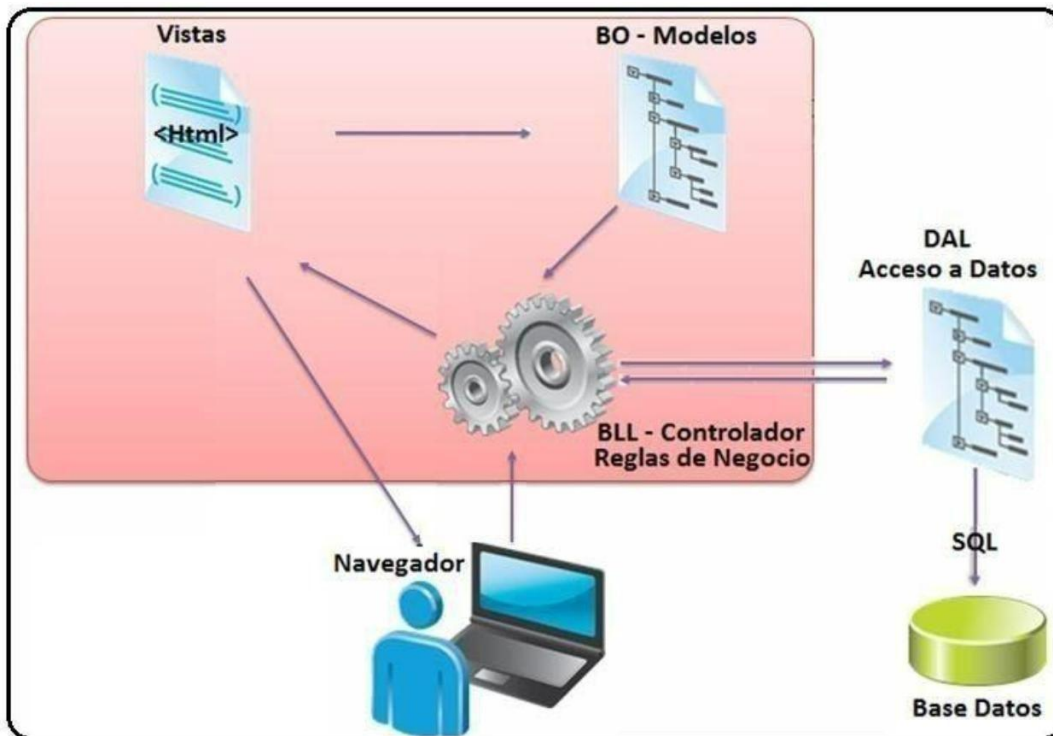 Vistas
BO - Modelos
<Html>
DAL
Acceso a Datos
BLL - Controlador
Reglas de Negocio
Navegador
SQL
Base Datos